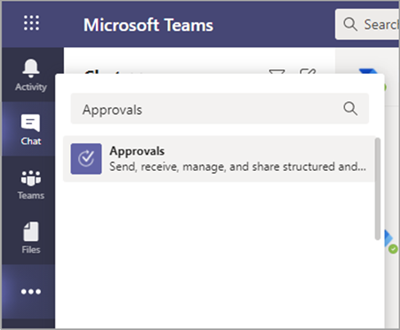 Microsoft Teams
Search
Activity
Chat
Approvals
Approvals
Send, receive, manage, and share structured and...
Chat
Teams
Files